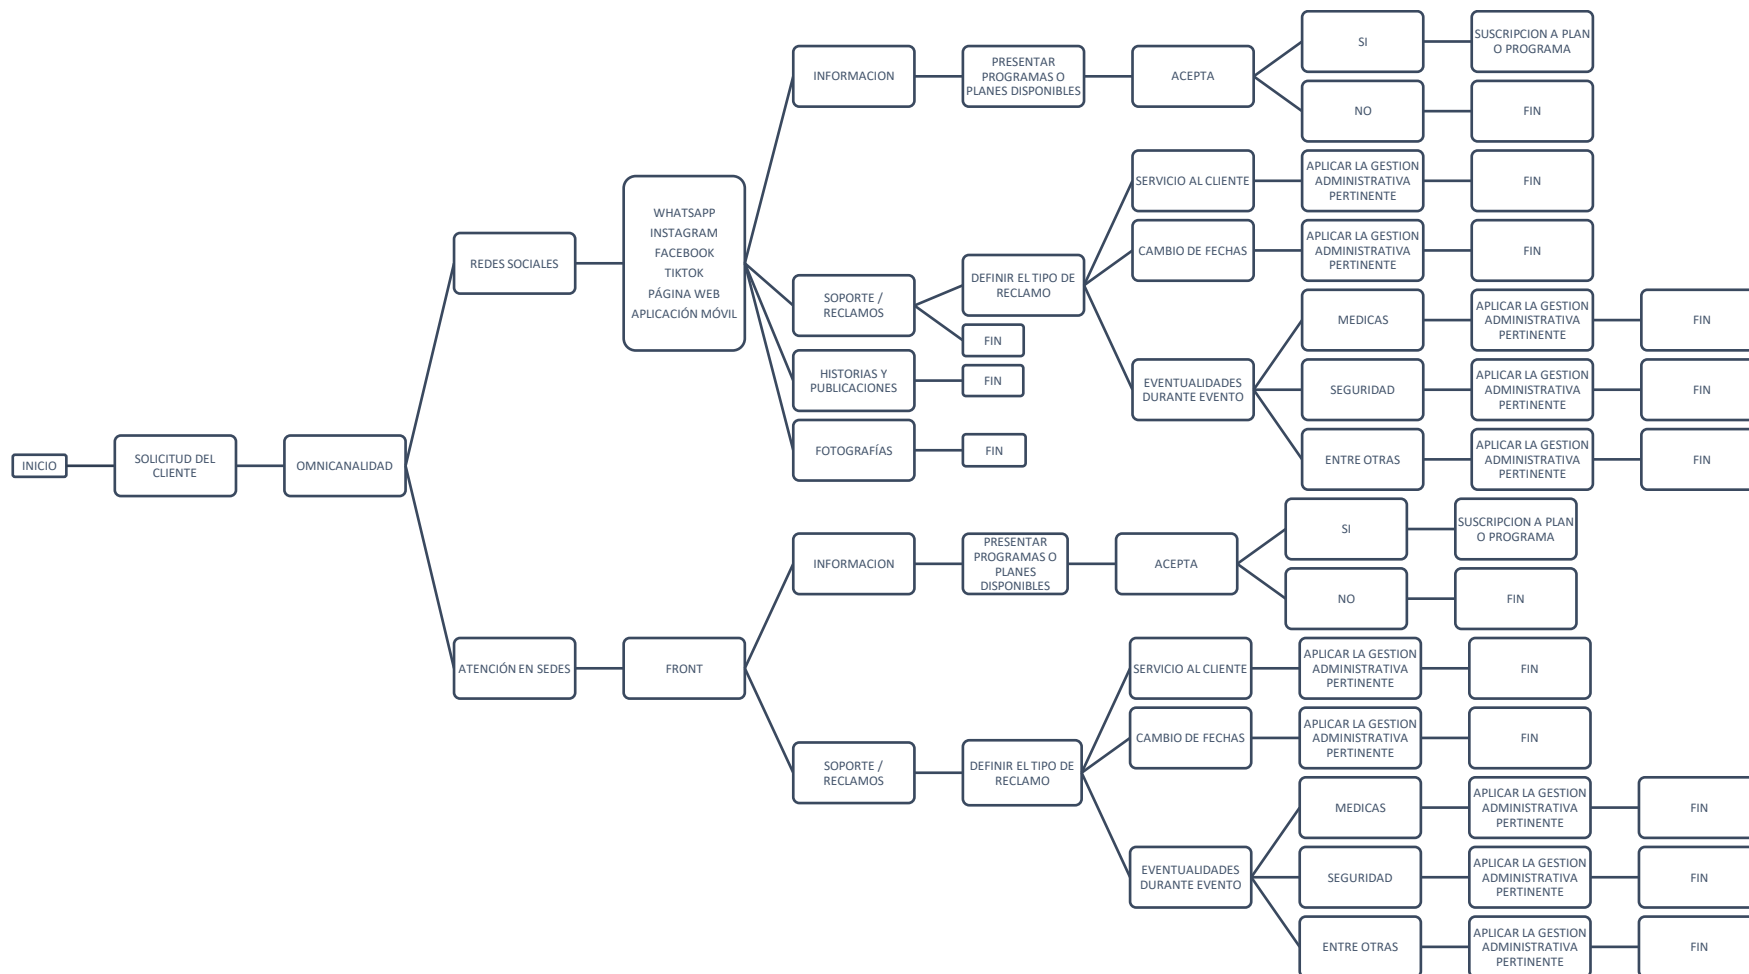 INICIO
SOLICITUD DEL
CLIENTE
OMNICANALIDAD
REDES SOCIALES
WHATSAPP
INSTAGRAM
FACEBOOK
TIKTOK
PÁGINA WEB
APLICACIÓN MÓVIL
INFORMACION
PRESENTAR
PROGRAMAS O
PLANES DISPONIBLES
ACEPTA
SI
SUSCRIPCION A PLAN
O PROGRAMA
NO
FIN
SOPORTE /
RECLAMOS
DEFINIR EL TIPO DE
RECLAMO
SERVICIO AL CLIENTE
APLICAR LA GESTION
ADMINISTRATIVA
PERTINENTE
FIN
CAMBIO DE FECHAS
APLICAR LA GESTION
ADMINISTRATIVA
PERTINENTE
FIN
EVENTUALIDADES
DURANTE EVENTO
MEDICAS
APLICAR LA GESTION
ADMINISTRATIVA
PERTINENTE
FIN
SEGURIDAD
APLICAR LA GESTION
ADMINISTRATIVA
PERTINENTE
FIN
ENTRE OTRAS
APLICAR LA GESTION
ADMINISTRATIVA
PERTINENTE
FIN
FIN
HISTORIAS Y
PUBLICACIONES
FIN
FOTOGRAFÍAS
FIN
ATENCIÓN EN SEDES
FRONT
INFORMACION
PRESENTAR
PROGRAMAS O
PLANES
DISPONIBLES
ACEPTA
SI
SUSCRIPCION A PLAN
O PROGRAMA
NO
FIN
SOPORTE /
RECLAMOS
DEFINIR EL TIPO DE
RECLAMO
SERVICIO AL CLIENTE
APLICAR LA GESTION
ADMINISTRATIVA
PERTINENTE
FIN
CAMBIO DE FECHAS
APLICAR LA GESTION
ADMINISTRATIVA
PERTINENTE
FIN
EVENTUALIDADES
DURANTE EVENTO
MEDICAS
APLICAR LA GESTION
ADMINISTRATIVA
PERTINENTE
FIN
SEGURIDAD
APLICAR LA GESTION
ADMINISTRATIVA
PERTINENTE
FIN
ENTRE OTRAS
APLICAR LA GESTION
ADMINISTRATIVA
PERTINENTE
FIN